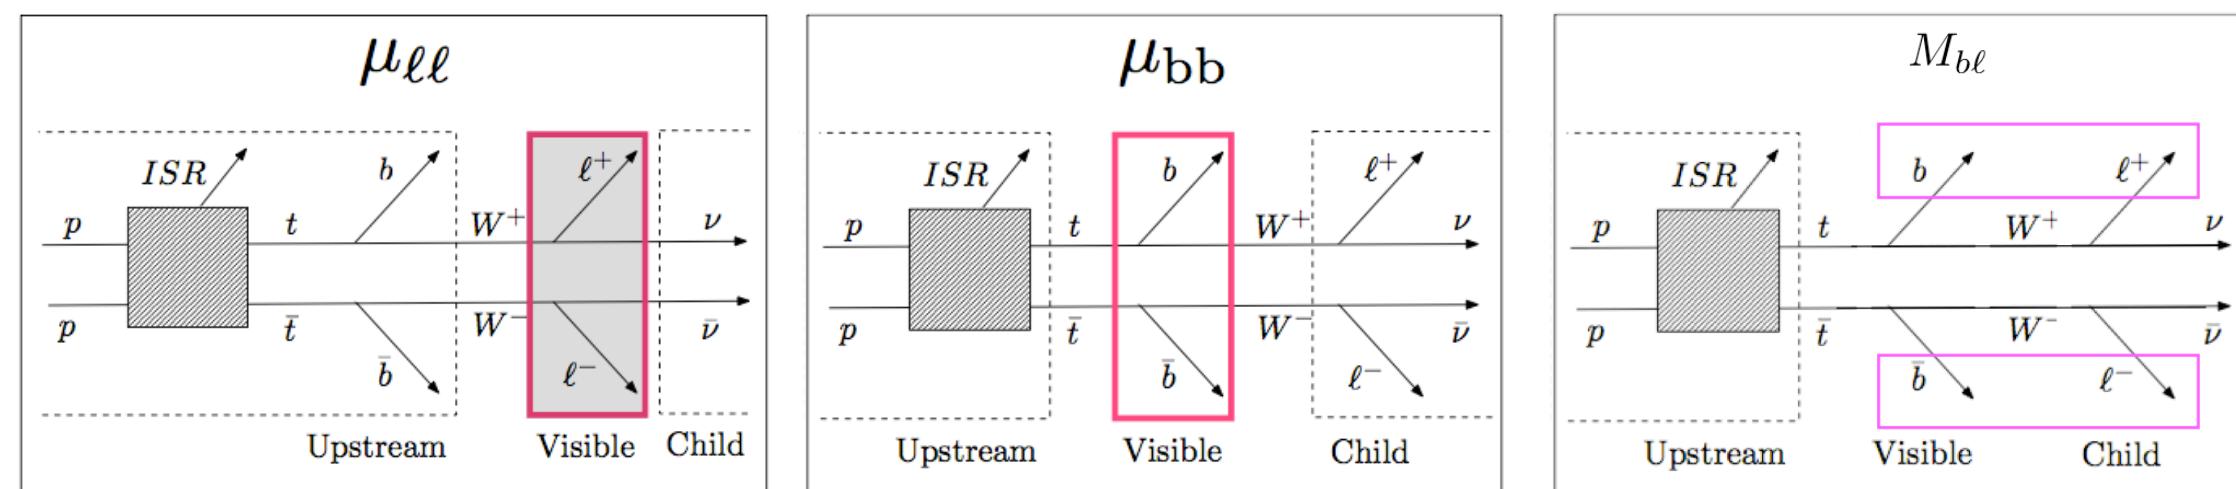 μℓℓ
ISR
b
ℓ⁺
p
t
W⁺
ν
p
t̄
W⁻
ν̄
b̄
ℓ⁻
Upstream
Visible
Child
μbb
ISR
b
ℓ⁺
p
t
W⁺
ν
p
t̄
W⁻
ν̄
b̄
ℓ⁻
Upstream
Visible
Child
Mbℓ
ISR
b
ℓ⁺
p
t
W⁺
ν
p
t̄
W⁻
ν̄
b̄
ℓ⁻
Upstream
Visible
Child